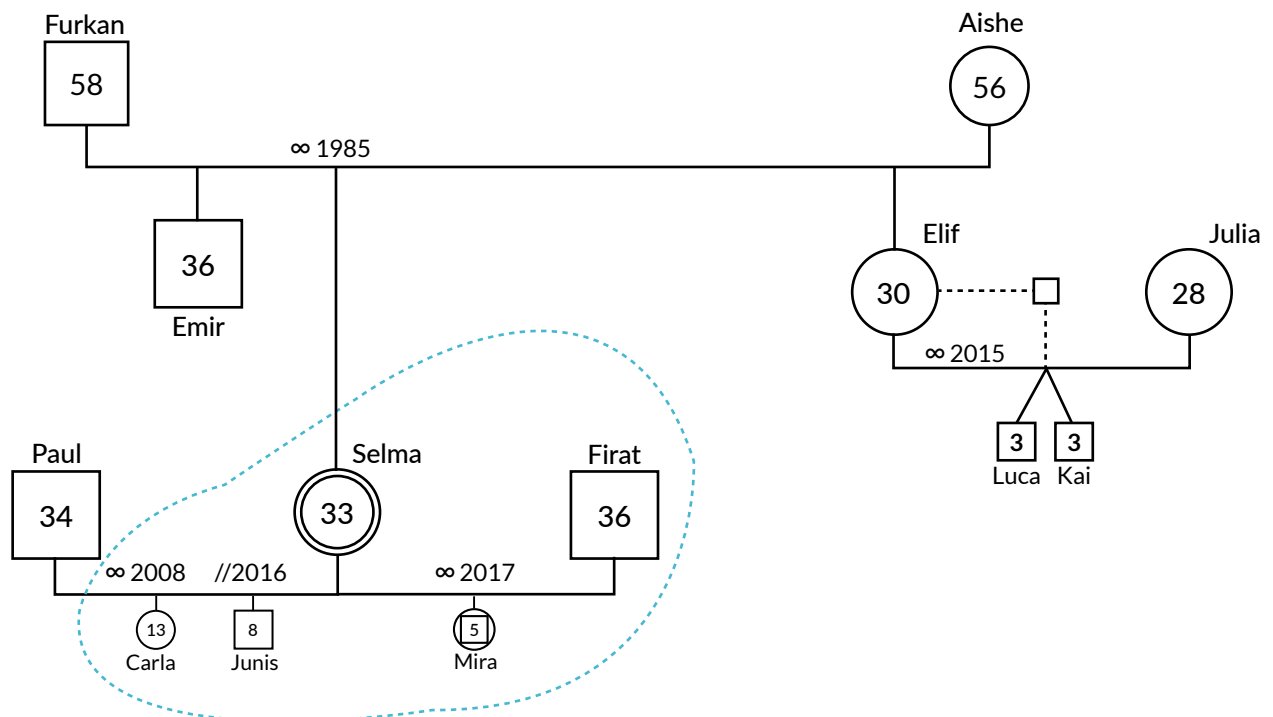 Furkan
Aishe
58
56
∞ 1985
36
Emir
Elif
Julia
30
28
∞ 2015
3
3
Luca
Kai
Paul
Selma
Firat
34
33
36
∞ 2008
//2016
∞ 2017
13
8
5
Carla
Junis
Mira